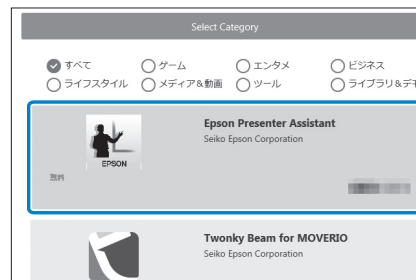 Select Category
すべて ゲーム エンタメ ビジネス
ライフスタイル メディア&動画 ツール ライブラリ&デモ
Epson Presenter Assistant
Seiko Epson Corporation
EPSON
無料
Twonky Beam for MOVERIO
Seiko Epson Corporation